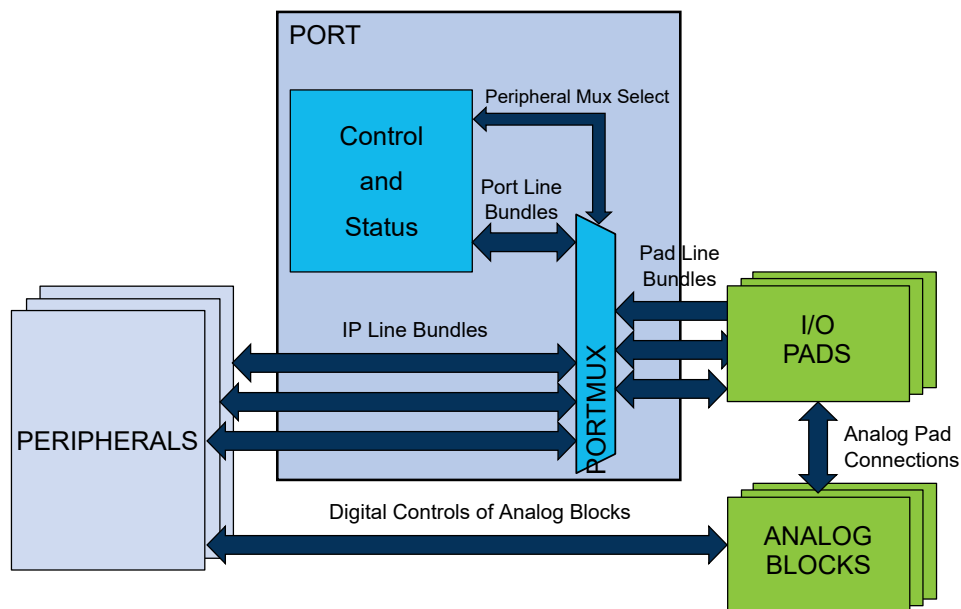 PORT
Control
and
Status
Peripheral Mux Select
Port Line
Bundles
Pad Line
Bundles
IP Line Bundles
PORTMUX
I/O
PADS
PERIPHERALS
Analog Pad
Connections
Digital Controls of Analog Blocks
ANALOG
BLOCKS